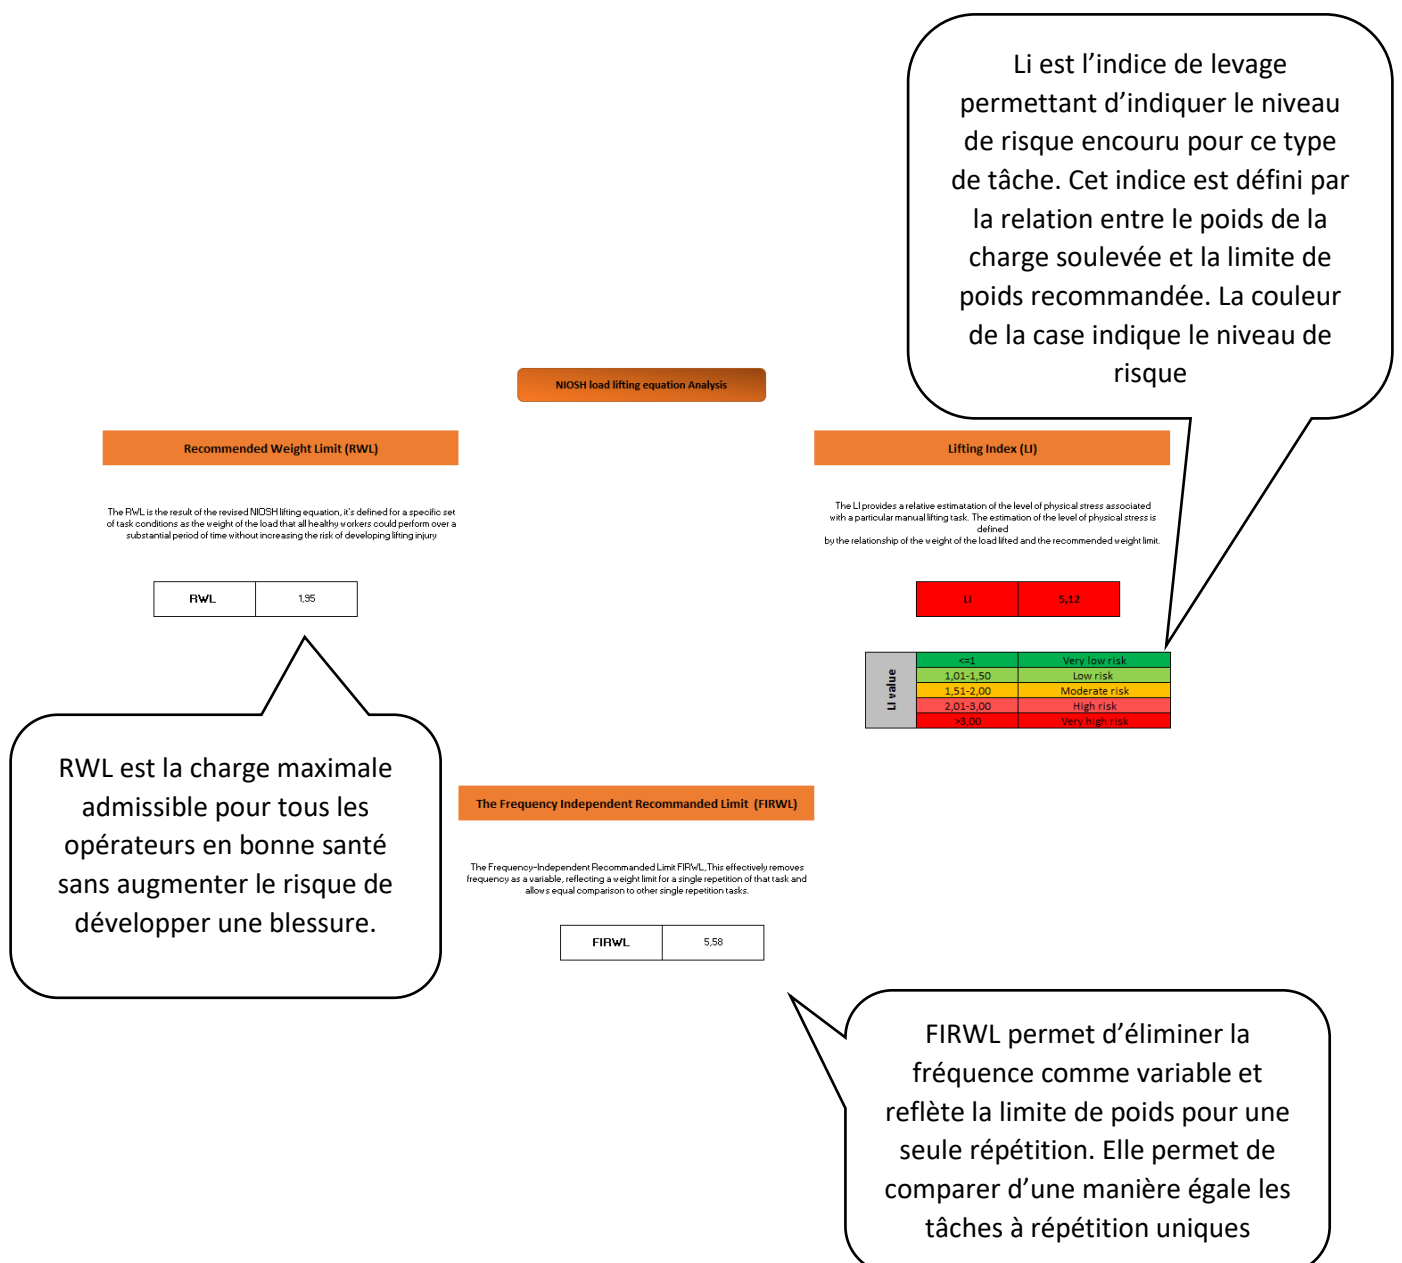 Li est l’indice de levage
permettant d’indiquer le niveau
de risque encouru pour ce type
de tâche. Cet indice est défini par
la relation entre le poids de la
charge soulevée et la limite de
poids recommandée. La couleur
de la case indique le niveau de
risque
NIOSH load lifting equation Analysis
Recommended Weight Limit (RWL)
The RWL is the result of the revised NIOSH lifting equation, it's defined for a specific set
of task conditions as the weight of the load that all healthy workers could perform over a
substantial period of time without increasing the risk of developing lifting injury
RWL 1,95
Lifting Index (LI)
The LI provides a relative estimatation of the level of physical stress associated
with a particular manual lifting task. The estimation of the level of physical stress is
defined
by the relationship of the weight of the load lifted and the recommended weight limit.
LI 5,12
LI value
<=1 Very low risk
1,01-1,50 Low risk
1,51-2,00 Moderate risk
2,01-3,00 High risk
>3,00 Very high risk
RWL est la charge maximale
admissible pour tous les
opérateurs en bonne santé
sans augmenter le risque de
développer une blessure.
The Frequency Independent Recommanded Limit (FIRWL)
The Frequency-Independent Recommanded Limit FIRWL,This effectively removes
frequency as a variable, reflecting a weight limit for a single repetition of that task and
allows equal comparison to other single repetition tasks.
FIRWL 5,58
FIRWL permet d’éliminer la
fréquence comme variable et
reflète la limite de poids pour une
seule répétition. Elle permet de
comparer d’une manière égale les
tâches à répétition uniques